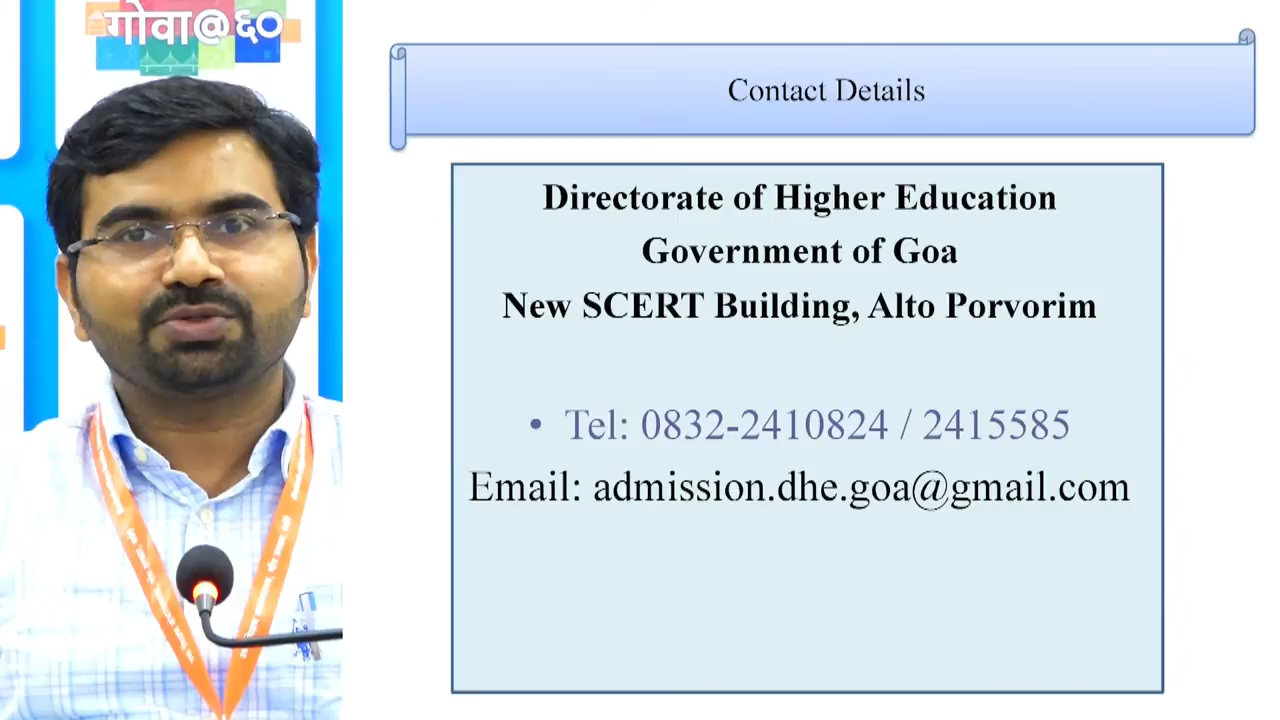 गोवा@६०
Contact Details
Directorate of Higher Education
Government of Goa
New SCERT Building, Alto Porvorim
• Tel: 0832-2410824 / 2415585
Email: admission.dhe.goa@gmail.com